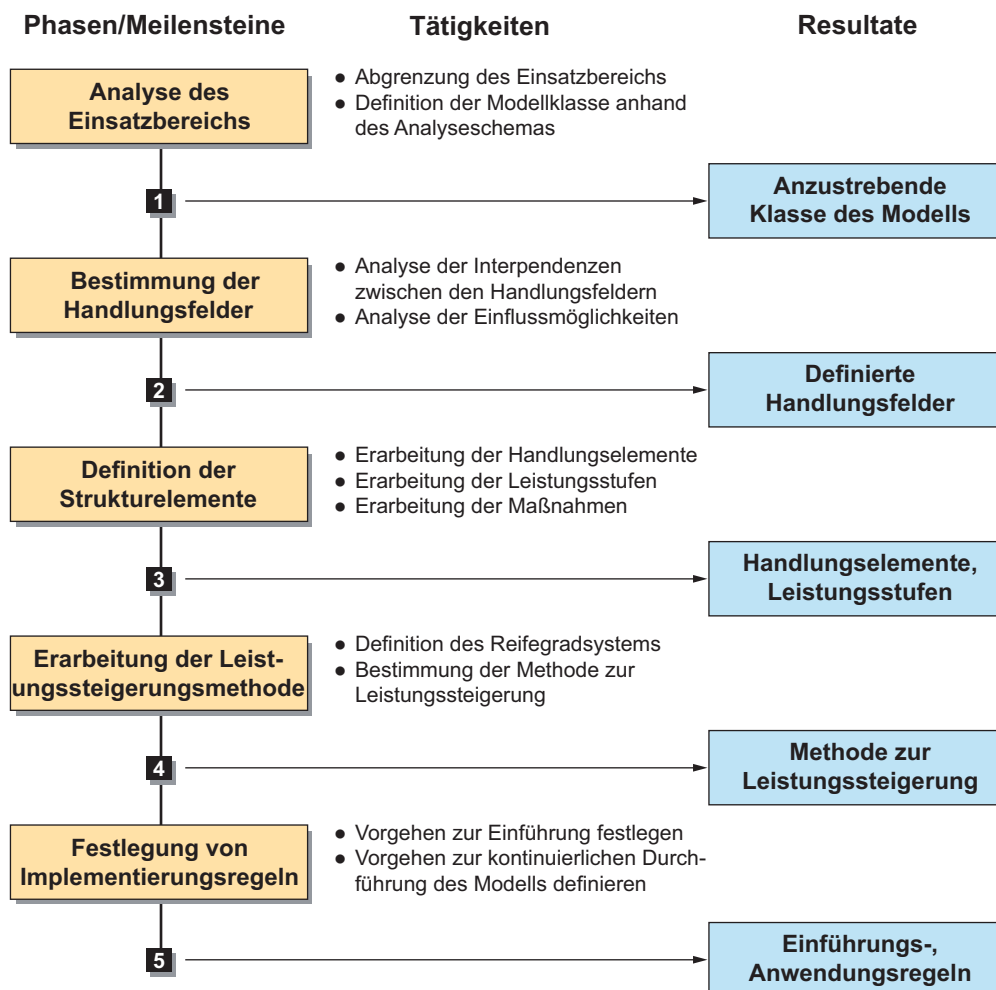 Phasen/Meilensteine
Tätigkeiten
Resultate
Analyse des
Einsatzbereichs
● Abgrenzung des Einsatzbereichs
● Definition der Modellklasse anhand
des Analyseschemas
1
Anzustrebende
Klasse des Modells
Bestimmung der
Handlungsfelder
● Analyse der Interpendenzen
zwischen den Handlungsfeldern
● Analyse der Einflussmöglichkeiten
2
Definierte
Handlungsfelder
Definition der
Strukturelemente
● Erarbeitung der Handlungselemente
● Erarbeitung der Leistungsstufen
● Erarbeitung der Maßnahmen
3
Handlungselemente,
Leistungsstufen
Erarbeitung der Leist-
ungssteigerungsmethode
● Definition des Reifegradsystems
● Bestimmung der Methode zur
Leistungssteigerung
4
Methode zur
Leistungssteigerung
Festlegung von
Implementierungsregeln
● Vorgehen zur Einführung festlegen
● Vorgehen zur kontinuierlichen Durch-
führung des Modells definieren
5
Einführungs-,
Anwendungsregeln